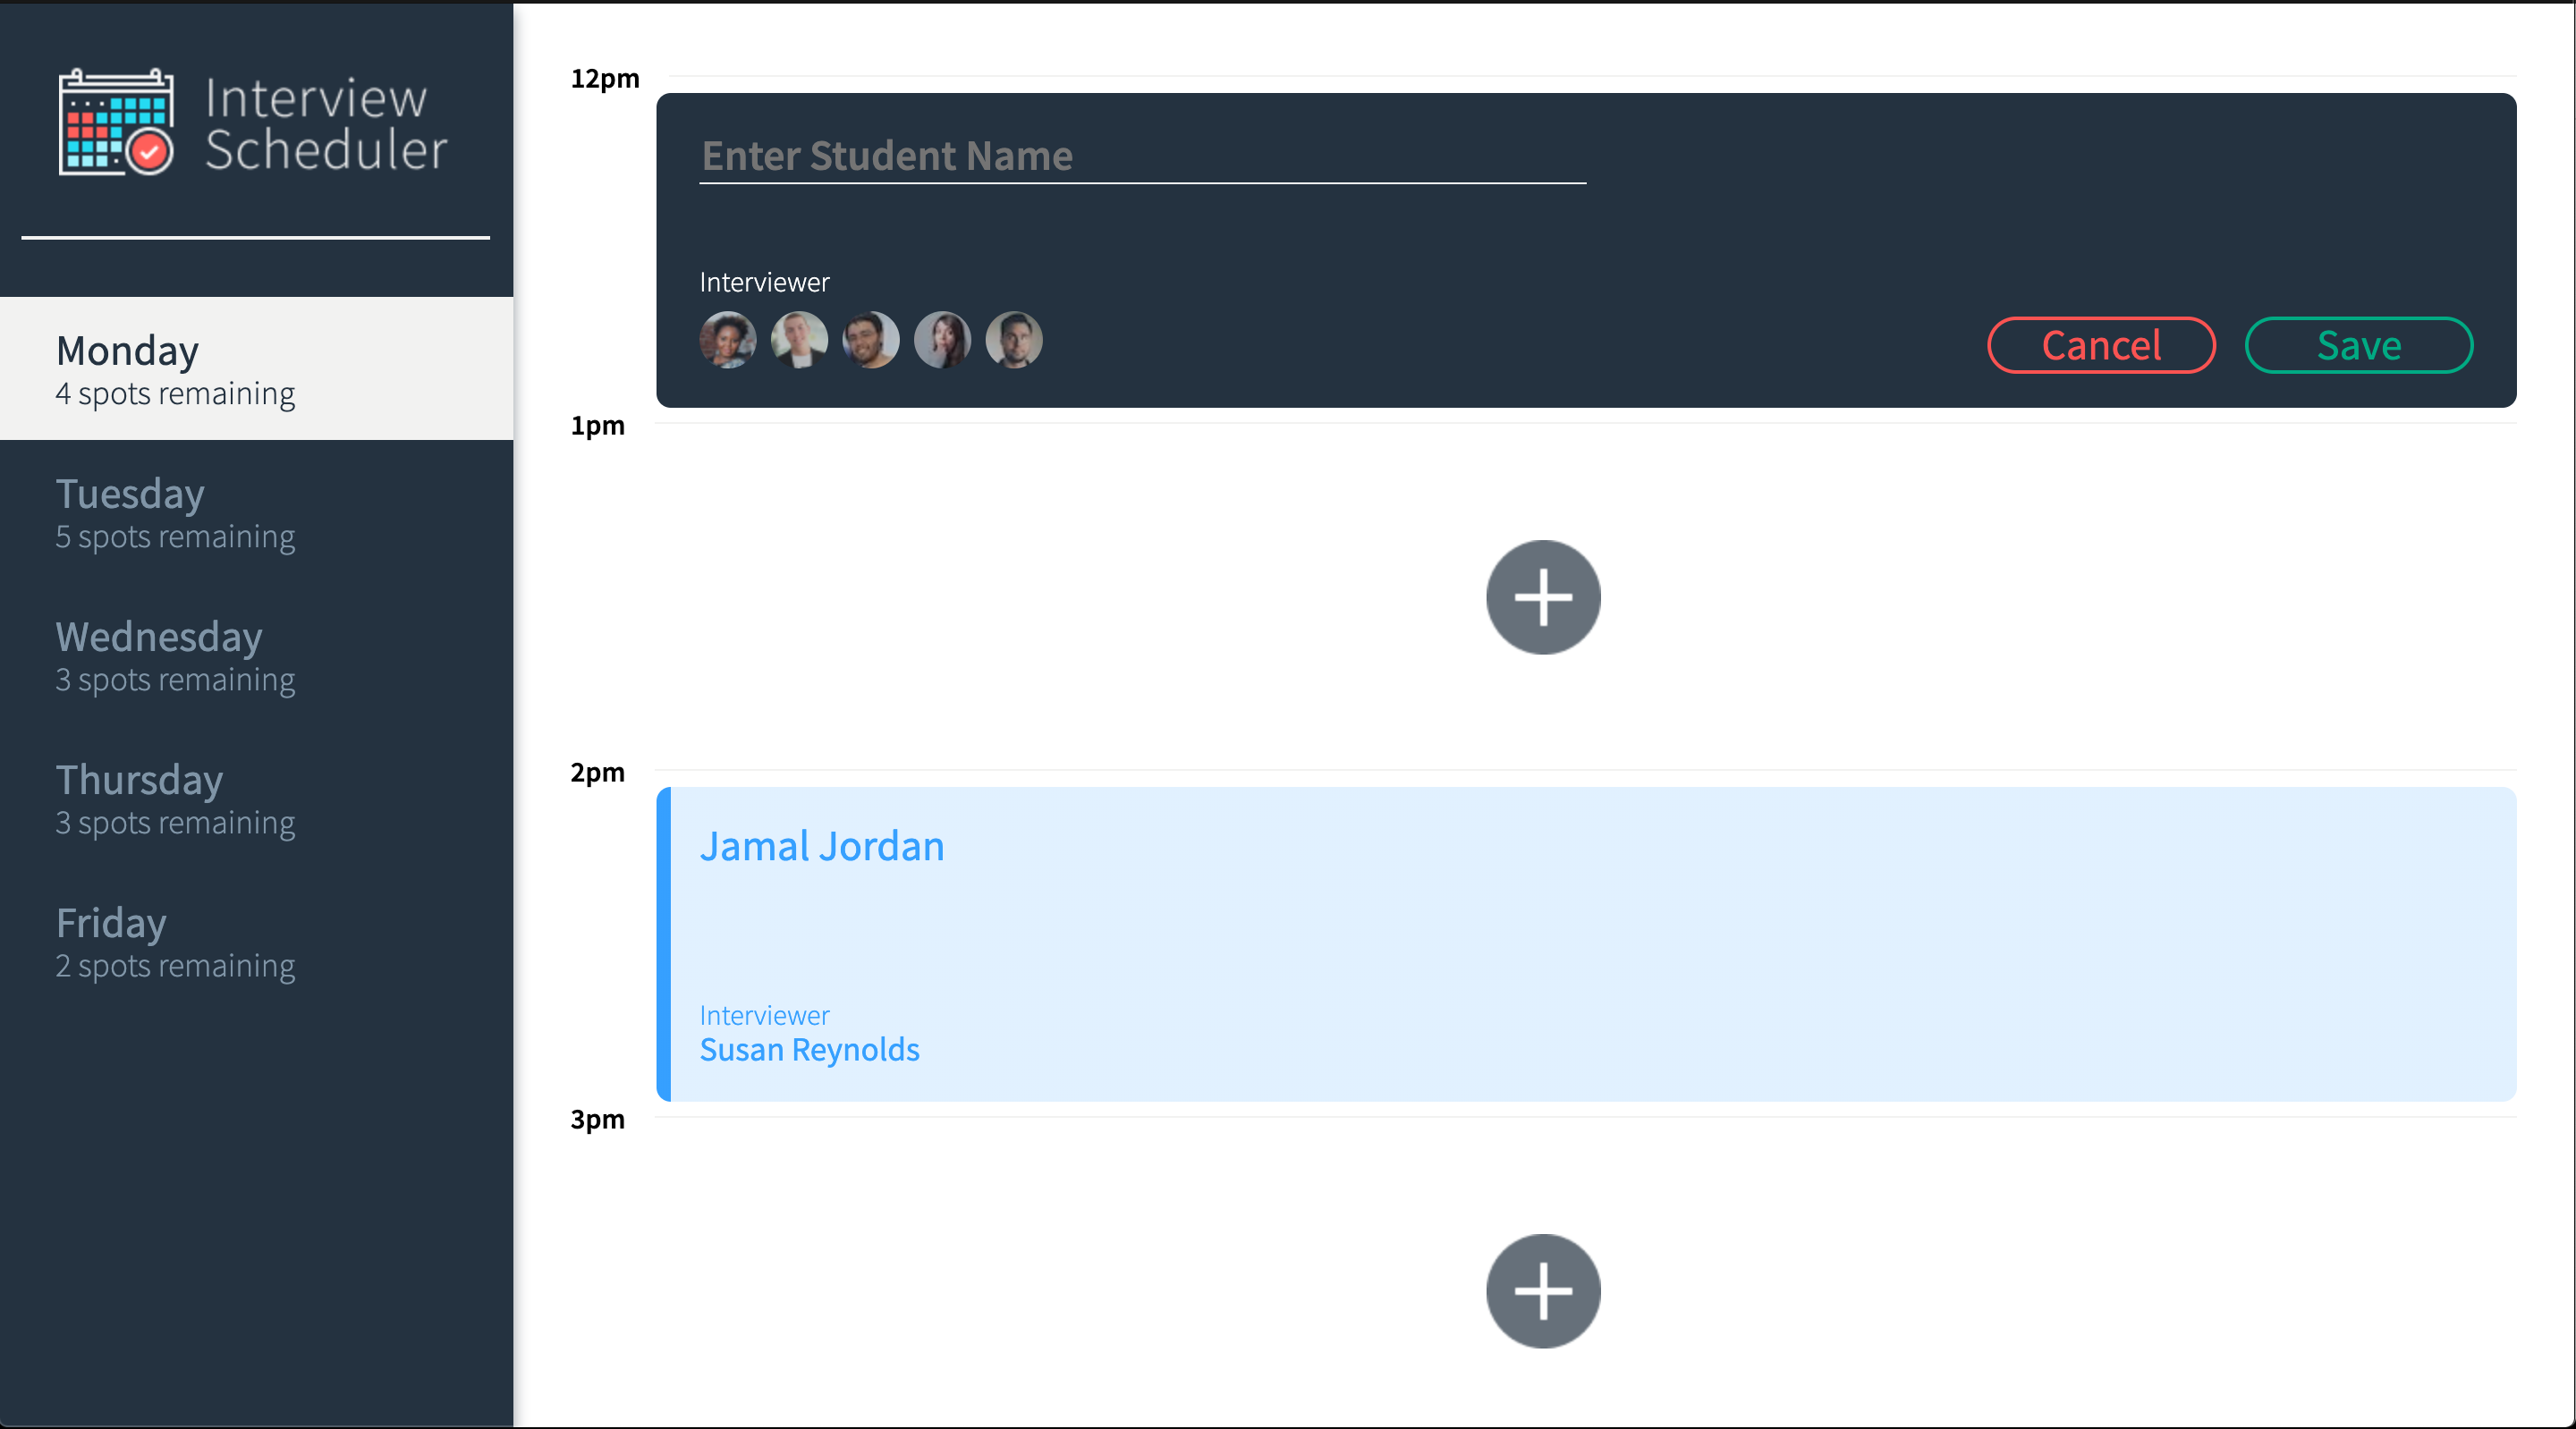 Interview
Scheduler
Monday
4 spots remaining
Tuesday
5 spots remaining
Wednesday
3 spots remaining
Thursday
3 spots remaining
Friday
2 spots remaining
12pm
Enter Student Name
Interviewer
Cancel Save
1pm
2pm
Jamal Jordan
Interviewer
Susan Reynolds
3pm